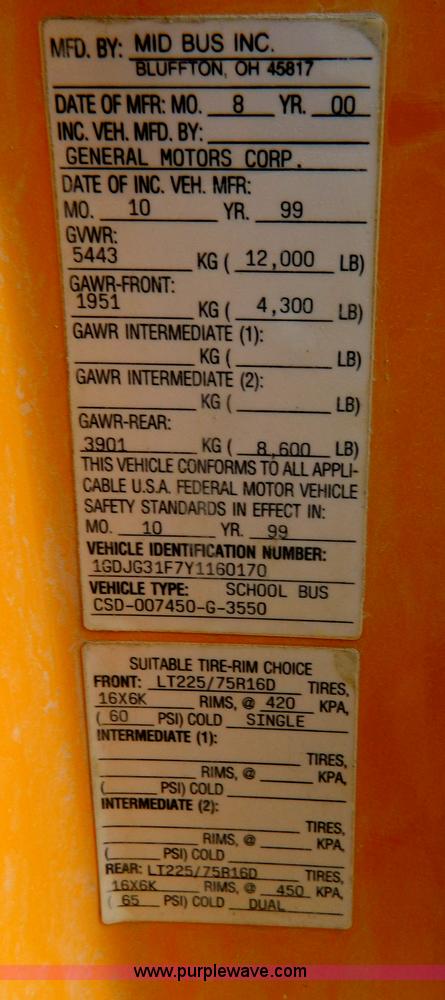 MFD. BY: MID BUS INC.
BLUFFTON, OH 45817
DATE OF MFR: MO. 8 YR. 00
INC. VEH. MFD. BY:
GENERAL MOTORS CORP.
DATE OF INC. VEH. MFR:
MO. 10 YR. 99
GVWR:
5443 KG ( 12,000 LB)
GAWR-FRONT:
1951 KG ( 4,300 LB)
GAWR INTERMEDIATE (1):
KG ( LB)
GAWR INTERMEDIATE (2):
KG ( LB)
GAWR-REAR:
3901 KG ( 8,600 LB)
THIS VEHICLE CONFORMS TO ALL APPLI-
CABLE U.S.A. FEDERAL MOTOR VEHICLE
SAFETY STANDARDS IN EFFECT IN:
MO. 10 YR. 99
VEHICLE IDENTIFICATION NUMBER:
1GDJG31F7Y1160170
VEHICLE TYPE: SCHOOL BUS
CSD-007450-G-3550
SUITABLE TIRE-RIM CHOICE
FRONT: LT225/75R16D TIRES,
16X6K RIMS, @ 420 KPA,
( 60 PSI) COLD SINGLE
INTERMEDIATE (1):
TIRES,
RIMS, @ KPA,
( PSI) COLD
INTERMEDIATE (2):
TIRES,
RIMS, @ KPA,
( PSI) COLD
REAR: LT225/75R16D TIRES,
16X6K RIMS, @ 450 KPA,
( 65 PSI) COLD DUAL
www.purplewave.com